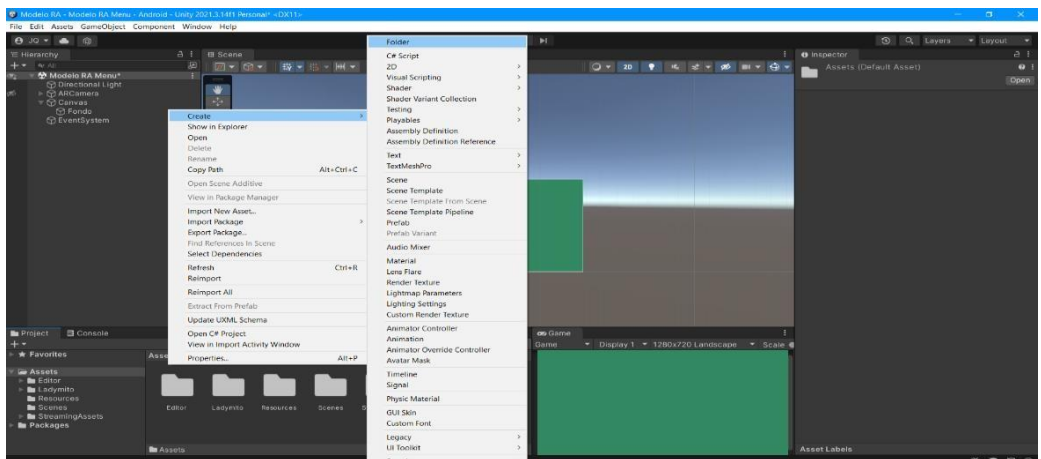 Modelo RA - Modelo RA Menu - Android - Unity 2021.3.14f1 Personal* <DX11>
File Edit Assets GameObject Component Window Help
JQ
Layers Layout
Hierarchy
Scene
Inspector
All
2D
Assets (Default Asset)
Open
Modelo RA Menu*
Directional Light
ARCamera
Canvas
Fondo
EventSystem
Create
Show in Explorer
Open
Delete
Rename
Copy Path Alt+Ctrl+C
Open Scene Additive
View in Package Manager
Import New Asset...
Import Package
Export Package...
Find References In Scene
Select Dependencies
Refresh Ctrl+R
Reimport
Reimport All
Extract From Prefab
Update UXML Schema
Open C# Project
View in Import Activity Window
Properties... Alt+P
Folder
C# Script
2D
Visual Scripting
Shader
Shader Variant Collection
Testing
Playables
Assembly Definition
Assembly Definition Reference
Text
TextMeshPro
Scene
Scene Template
Scene Template From Scene
Scene Template Pipeline
Prefab
Prefab Variant
Audio Mixer
Material
Lens Flare
Render Texture
Lightmap Parameters
Lighting Settings
Custom Render Texture
Animator Controller
Animation
Animator Override Controller
Avatar Mask
Timeline
Signal
Physic Material
GUI Skin
Custom Font
Legacy
UI Toolkit
Project Console
Favorites
Assets
Editor
Ladymito
Resources
Scenes
StreamingAssets
Packages
Asse
Editor Ladymito Resources Scenes S
Assets
Game
Game Display 1 1280x720 Landscape Scale
Asset Labels